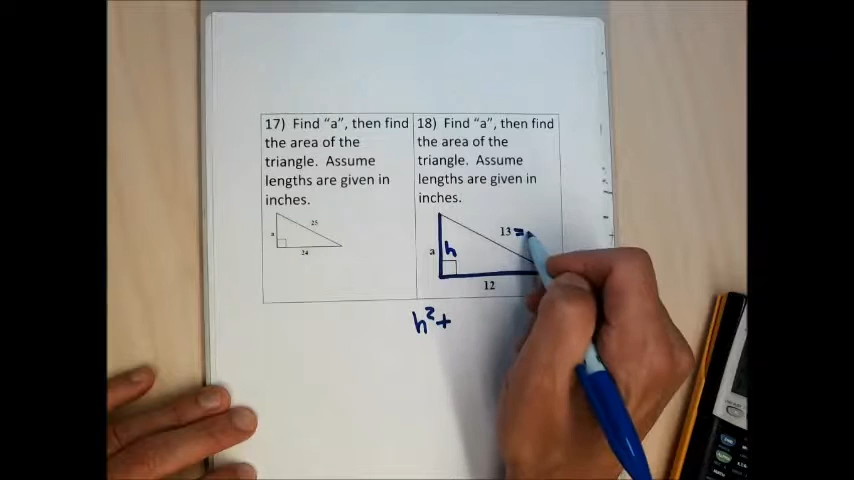 17) Find "a", then find
the area of the
triangle. Assume
lengths are given in
inches.
a
25
24
18) Find "a", then find
the area of the
triangle. Assume
lengths are given in
inches.
13 =
a h
12
h² +